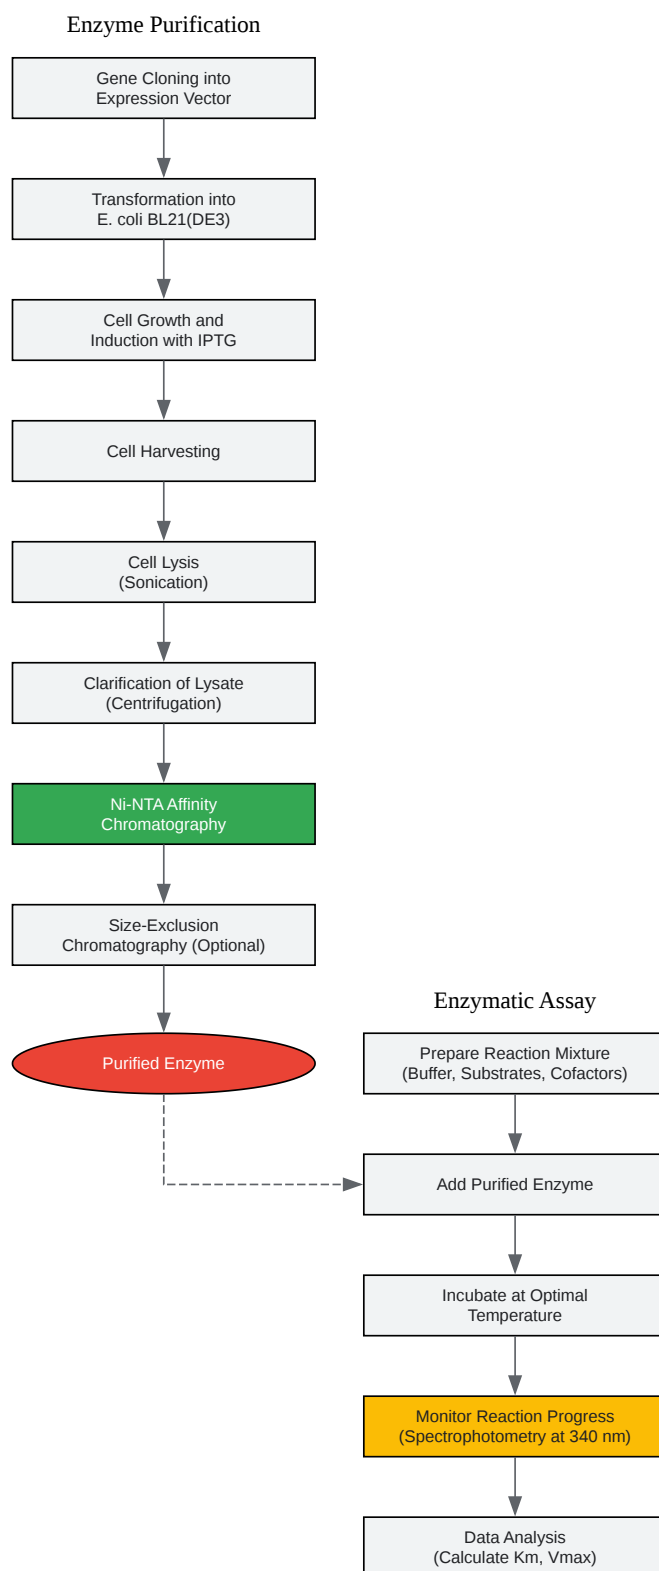 Enzyme Purification
Gene Cloning into
Expression Vector
Transformation into
E. coli BL21(DE3)
Cell Growth and
Induction with IPTG
Cell Harvesting
Cell Lysis
(Sonication)
Clarification of Lysate
(Centrifugation)
Ni-NTA Affinity
Chromatography
Size-Exclusion
Chromatography (Optional)
Purified Enzyme
Enzymatic Assay
Prepare Reaction Mixture
(Buffer, Substrates, Cofactors)
Add Purified Enzyme
Incubate at Optimal
Temperature
Monitor Reaction Progress
(Spectrophotometry at 340 nm)
Data Analysis
(Calculate Km, Vmax)